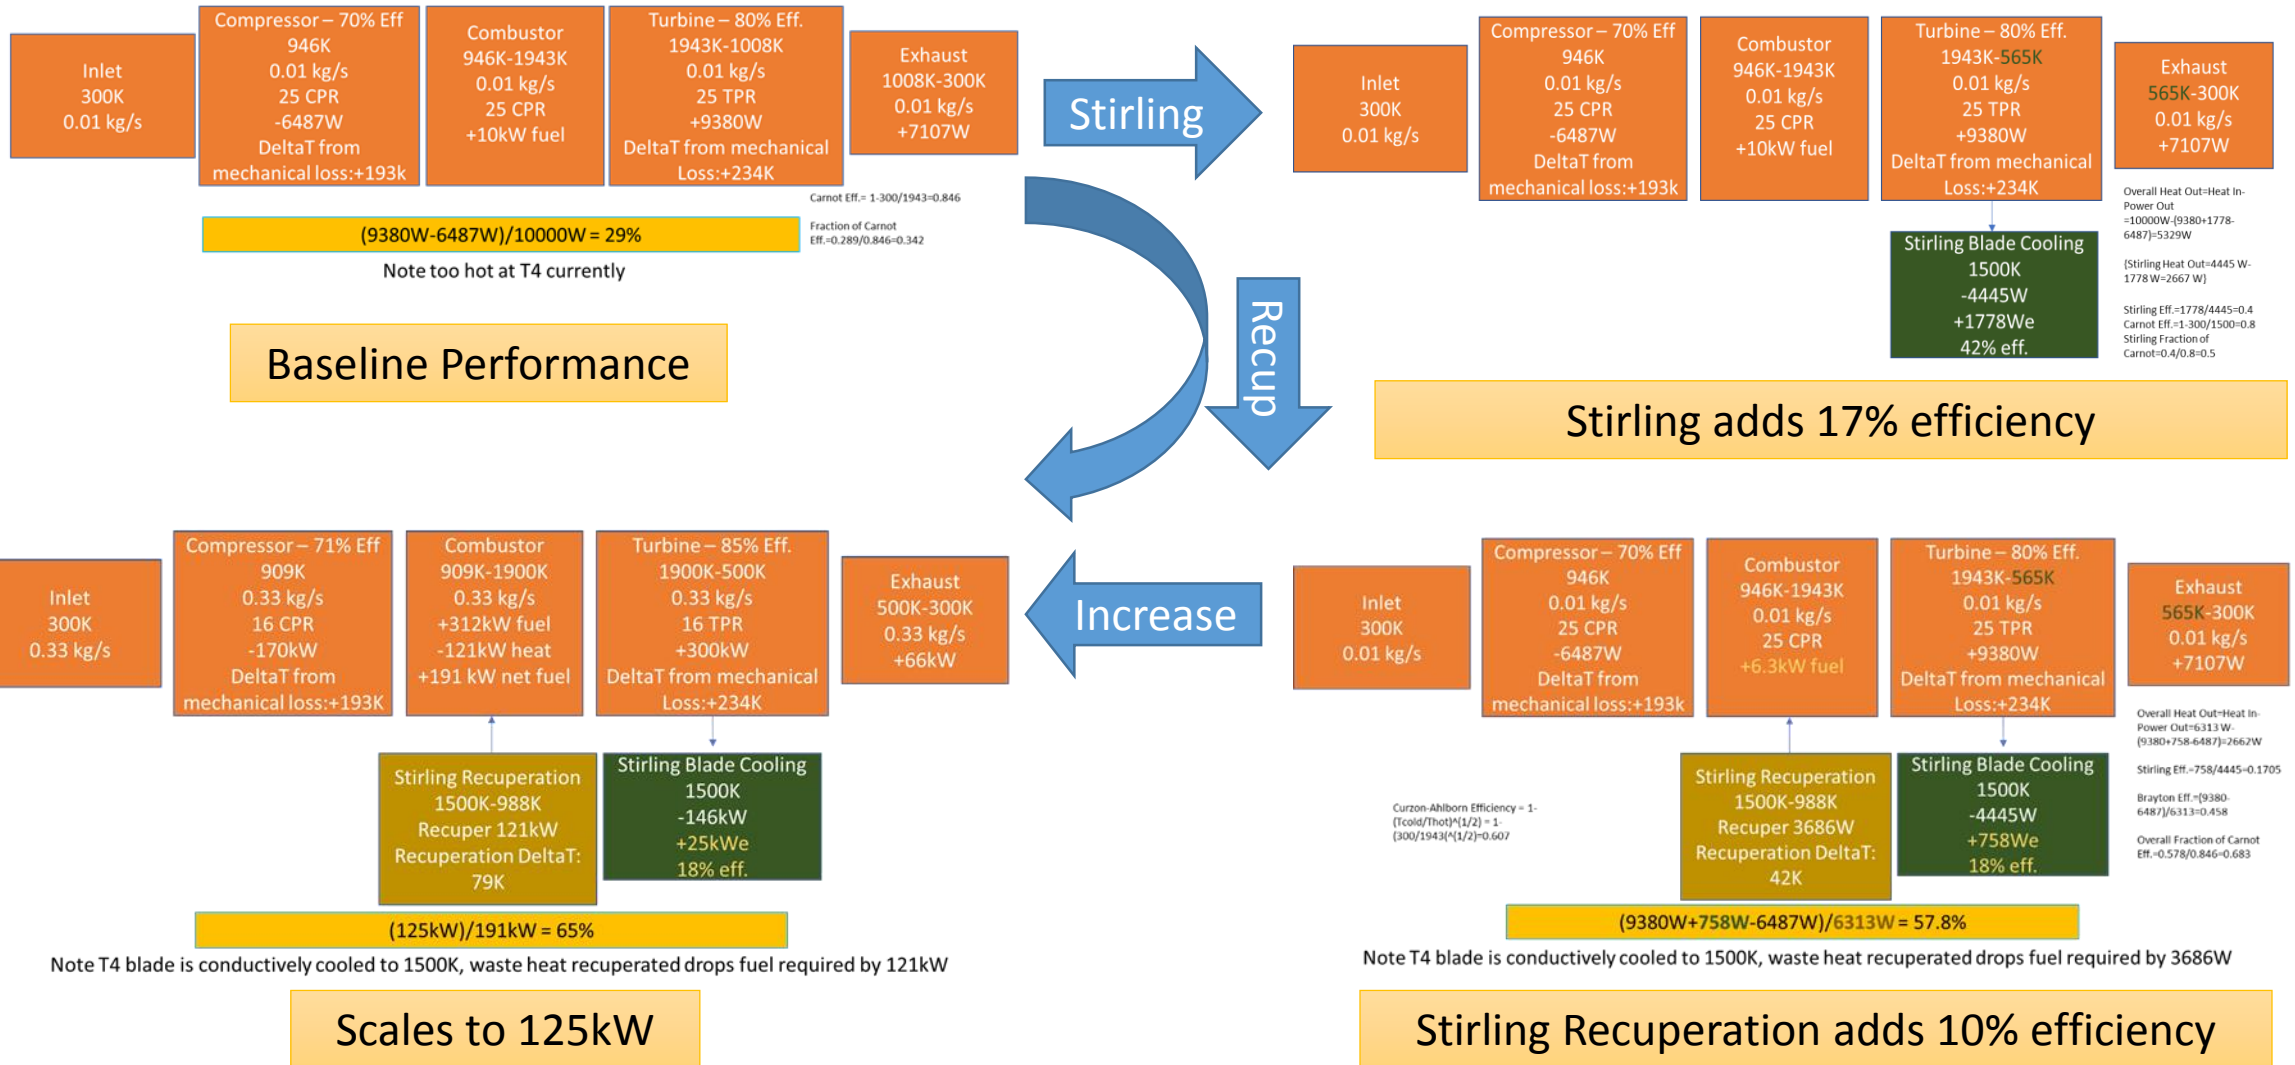 Inlet
300K
0.01 kg/s
Compressor – 70% Eff
946K
0.01 kg/s
25 CPR
-6487W
DeltaT from
mechanical loss:+193k
Combustor
946K-1943K
0.01 kg/s
25 CPR
+10kW fuel
Turbine – 80% Eff.
1943K-1008K
0.01 kg/s
25 TPR
+9380W
DeltaT from mechanical
Loss:+234K
Exhaust
1008K-300K
0.01 kg/s
+7107W
Carnot Eff.= 1-300/1943=0.846
Fraction of Carnot
Eff.=0.289/0.846=0.342
(9380W-6487W)/10000W = 29%
Note too hot at T4 currently
Baseline Performance
Stirling
Inlet
300K
0.01 kg/s
Compressor – 70% Eff
946K
0.01 kg/s
25 CPR
-6487W
DeltaT from
mechanical loss:+193k
Combustor
946K-1943K
0.01 kg/s
25 CPR
+10kW fuel
Turbine – 80% Eff.
1943K-565K
0.01 kg/s
25 TPR
+9380W
DeltaT from mechanical
Loss:+234K
Exhaust
565K-300K
0.01 kg/s
+7107W
Stirling Blade Cooling
1500K
-4445W
+1778We
42% eff.
Overall Heat Out=Heat In-
Power Out
=10000W-(9380+1778-
6487)=5329W
{Stirling Heat Out=4445 W-
1778 W=2667 W}
Stirling Eff.=1778/4445=0.4
Carnot Eff.=1-300/1500=0.8
Stirling Fraction of
Carnot=0.4/0.8=0.5
Stirling adds 17% efficiency
Recup
Inlet
300K
0.01 kg/s
Compressor – 70% Eff
946K
0.01 kg/s
25 CPR
-6487W
DeltaT from
mechanical loss:+193k
Combustor
946K-1943K
0.01 kg/s
25 CPR
+6.3kW fuel
Turbine – 80% Eff.
1943K-565K
0.01 kg/s
25 TPR
+9380W
DeltaT from mechanical
Loss:+234K
Exhaust
565K-300K
0.01 kg/s
+7107W
Curzon-Ahlborn Efficiency = 1-
(Tcold/Thot)^(1/2) = 1-
(300/1943(^(1/2)=0.607
Stirling Recuperation
1500K-988K
Recuper 3686W
Recuperation DeltaT:
42K
Stirling Blade Cooling
1500K
-4445W
+758We
18% eff.
Overall Heat Out=Heat In-
Power Out=6313 W-
(9380+758-6487)=2662W
Stirling Eff.=758/4445=0.1705
Brayton Eff.=(9380-
6487)/6313=0.458
Overall Fraction of Carnot
Eff.=0.578/0.846=0.683
(9380W+758W-6487W)/6313W = 57.8%
Note T4 blade is conductively cooled to 1500K, waste heat recuperated drops fuel required by 3686W
Stirling Recuperation adds 10% efficiency
Increase
Inlet
300K
0.33 kg/s
Compressor – 71% Eff
909K
0.33 kg/s
16 CPR
-170kW
DeltaT from
mechanical loss:+193K
Combustor
909K-1900K
0.33 kg/s
+312kW fuel
-121kW heat
+191 kW net fuel
Turbine – 85% Eff.
1900K-500K
0.33 kg/s
16 TPR
+300kW
DeltaT from mechanical
Loss:+234K
Exhaust
500K-300K
0.33 kg/s
+66kW
Stirling Recuperation
1500K-988K
Recuper 121kW
Recuperation DeltaT:
79K
Stirling Blade Cooling
1500K
-146kW
+25kWe
18% eff.
(125kW)/191kW = 65%
Note T4 blade is conductively cooled to 1500K, waste heat recuperated drops fuel required by 121kW
Scales to 125kW